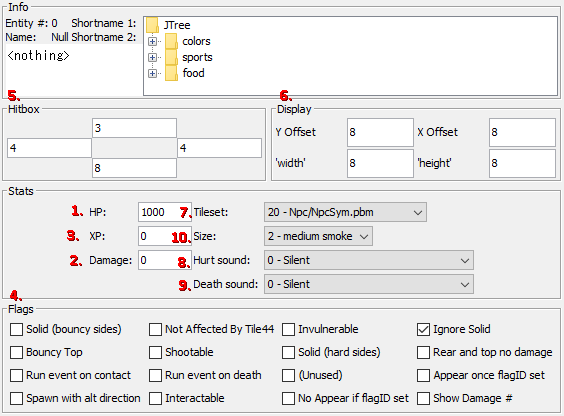 Info
Entity #: 0 Shortname 1:
Name: Null Shortname 2:
<nothing>
JTree
colors
sports
food
5. 6.
Hitbox
3
4 4
8
Display
Y Offset 8 X Offset 8
'width' 8 'height' 8
Stats
1. HP: 1000 7. Tileset: 20 - Npc/NpcSym.pbm
3. XP: 0 10. Size: 2 - medium smoke
2. Damage: 0 8. Hurt sound: 0 - Silent
9. Death sound: 0 - Silent
4.
Flags
Solid (bouncy sides) Not Affected By Tile44 Invulnerable Ignore Solid
Bouncy Top Shootable Solid (hard sides) Rear and top no damage
Run event on contact Run event on death (Unused) Appear once flagID set
Spawn with alt direction Interactable No Appear if flagID set Show Damage #